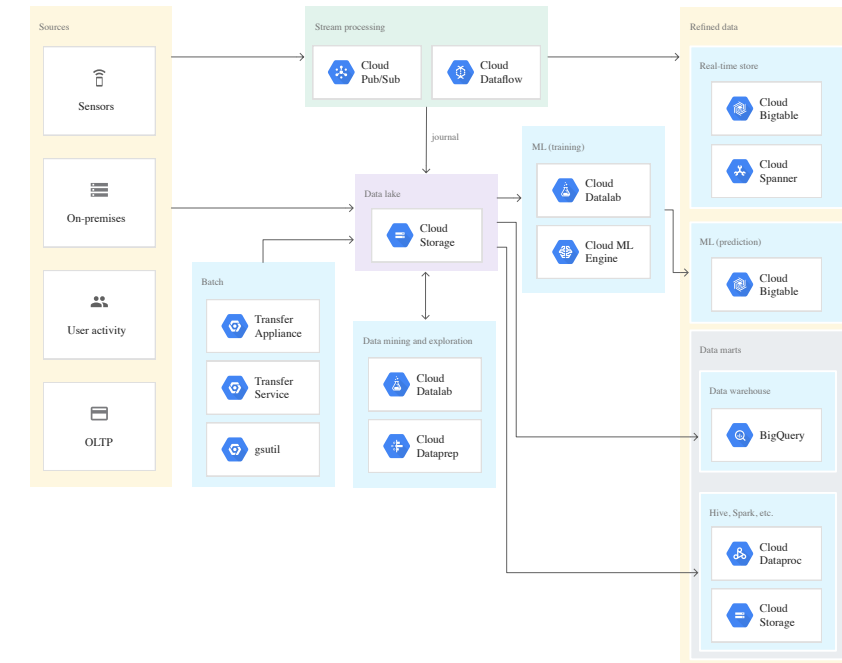 Sources
Sensors
On-premises
User activity
OLTP
Stream processing
Cloud
Pub/Sub
Cloud
Dataflow
journal
Data lake
Cloud
Storage
Batch
Transfer
Appliance
Transfer
Service
gsutil
Data mining and exploration
Cloud
Datalab
Cloud
Dataprep
ML (training)
Cloud
Datalab
Cloud ML
Engine
Refined data
Real-time store
Cloud
Bigtable
Cloud
Spanner
ML (prediction)
Cloud
Bigtable
Data marts
Data warehouse
BigQuery
Hive, Spark, etc.
Cloud
Dataproc
Cloud
Storage